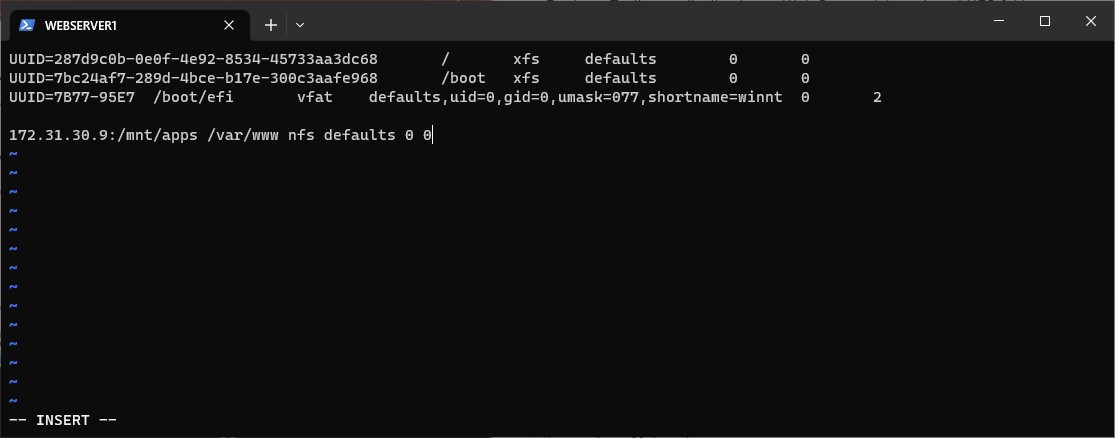 WEBSERVER1
UUID=287d9c0b-0e0f-4e92-8534-45733aa3dc68 / xfs defaults 0 0
UUID=7bc24af7-289d-4bce-b17e-300c3aafe968 /boot xfs defaults 0 0
UUID=7B77-95E7 /boot/efi vfat defaults,uid=0,gid=0,umask=077,shortname=winnt 0 2
172.31.30.9:/mnt/apps /var/www nfs defaults 0 0
~
~
~
~
~
~
~
~
~
~
~
~
~
~
-- INSERT --